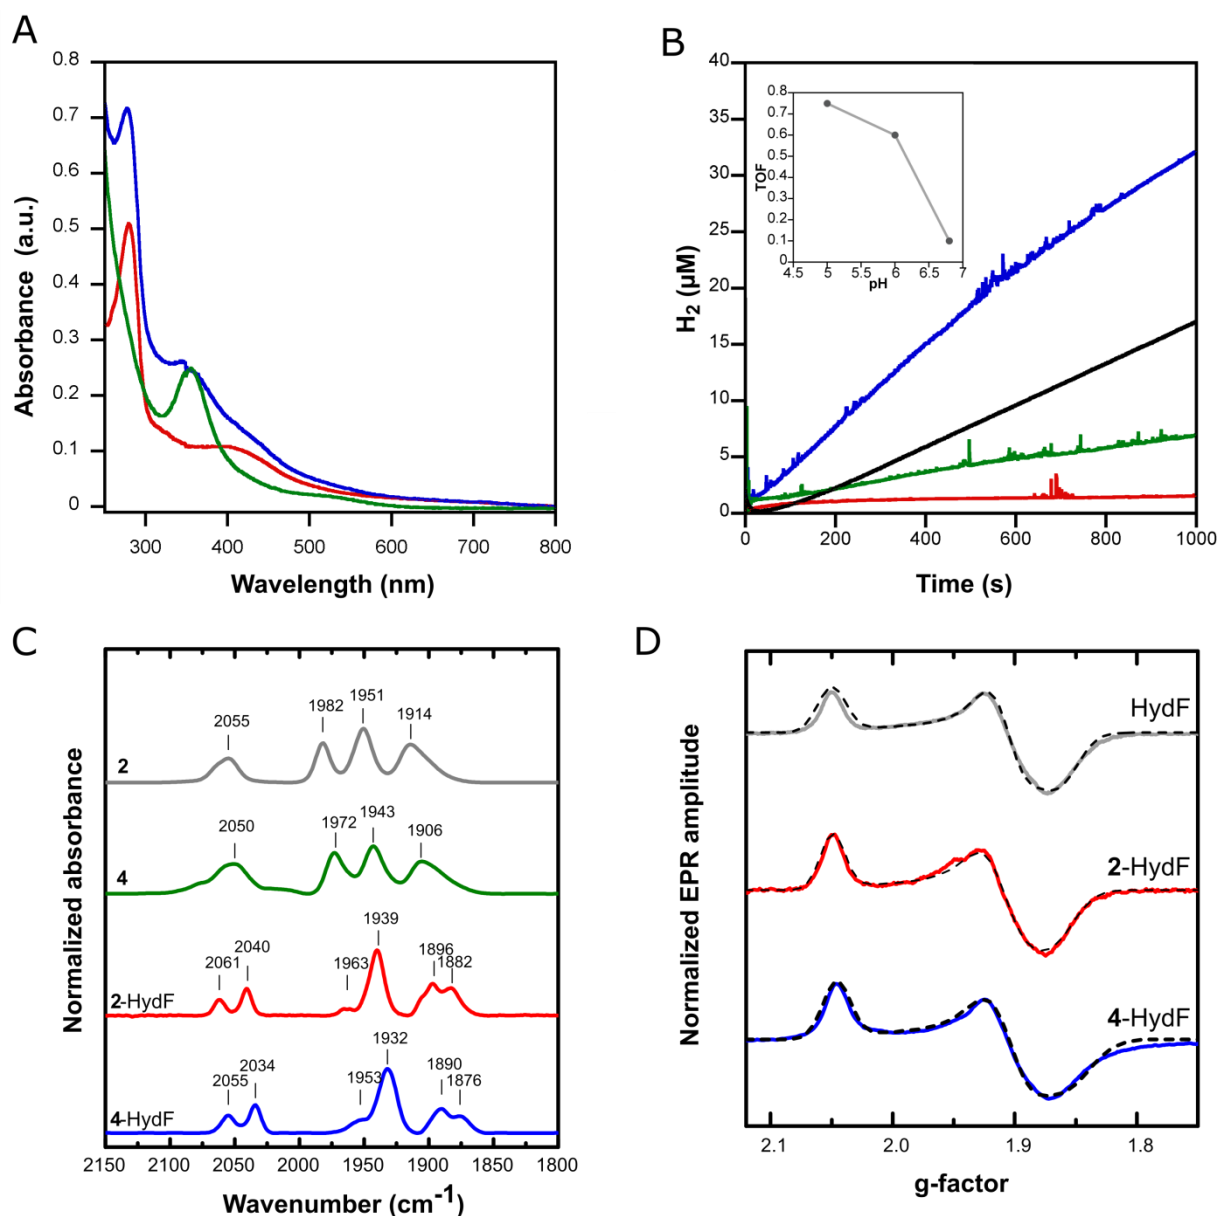 A
0.8
0.7
0.6
0.5
0.4
0.3
0.2
0.1
0
Absorbance (a.u.)
300 400 500 600 700 800
Wavelength (nm)
B
40
35
30
25
20
15
10
5
0
H2 (µM)
0 200 400 600 800 1000
Time (s)
0.8
0.7
0.6
0.5
0.4
0.3
0.2
0.1
0
TOF
4.5 5 5.5 6 6.5 7
pH
C
Normalized absorbance
2055 1982 1951 1914
2
2050 1972 1943 1906
4
2061 2040 1963 1939 1896 1882
2-HydF
2055 2034 1953 1932 1890 1876
4-HydF
2150 2100 2050 2000 1950 1900 1850 1800
Wavenumber (cm-1)
D
Normalized EPR amplitude
HydF
2-HydF
4-HydF
2.1 2.0 1.9 1.8
g-factor